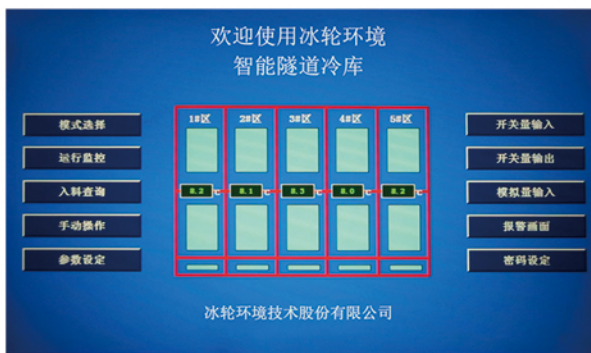 欢迎使用冰轮环境
智能隧道冷库
模式选择
运行监控
入料查询
手动操作
参数设定
1#区 2#区 3#区 4#区 5#区
8.2 ℃ 8.1 ℃ 8.3 ℃ 8.0 ℃ 8.2 ℃
开关量输入
开关量输出
模拟量输入
报警画面
密码设定
冰轮环境技术股份有限公司